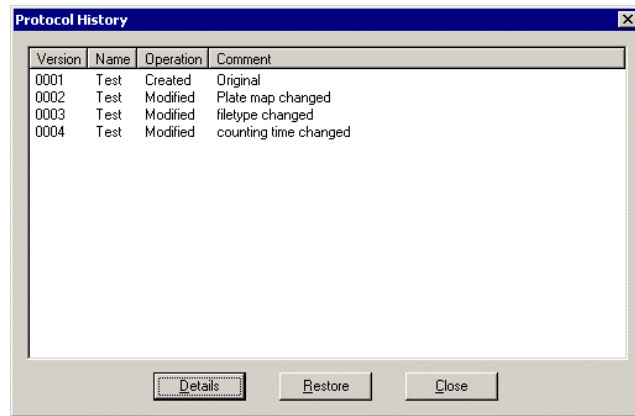 Protocol History
Version Name Operation Comment
0001 Test Created Original
0002 Test Modified Plate map changed
0003 Test Modified filetype changed
0004 Test Modified counting time changed
Details Restore Close